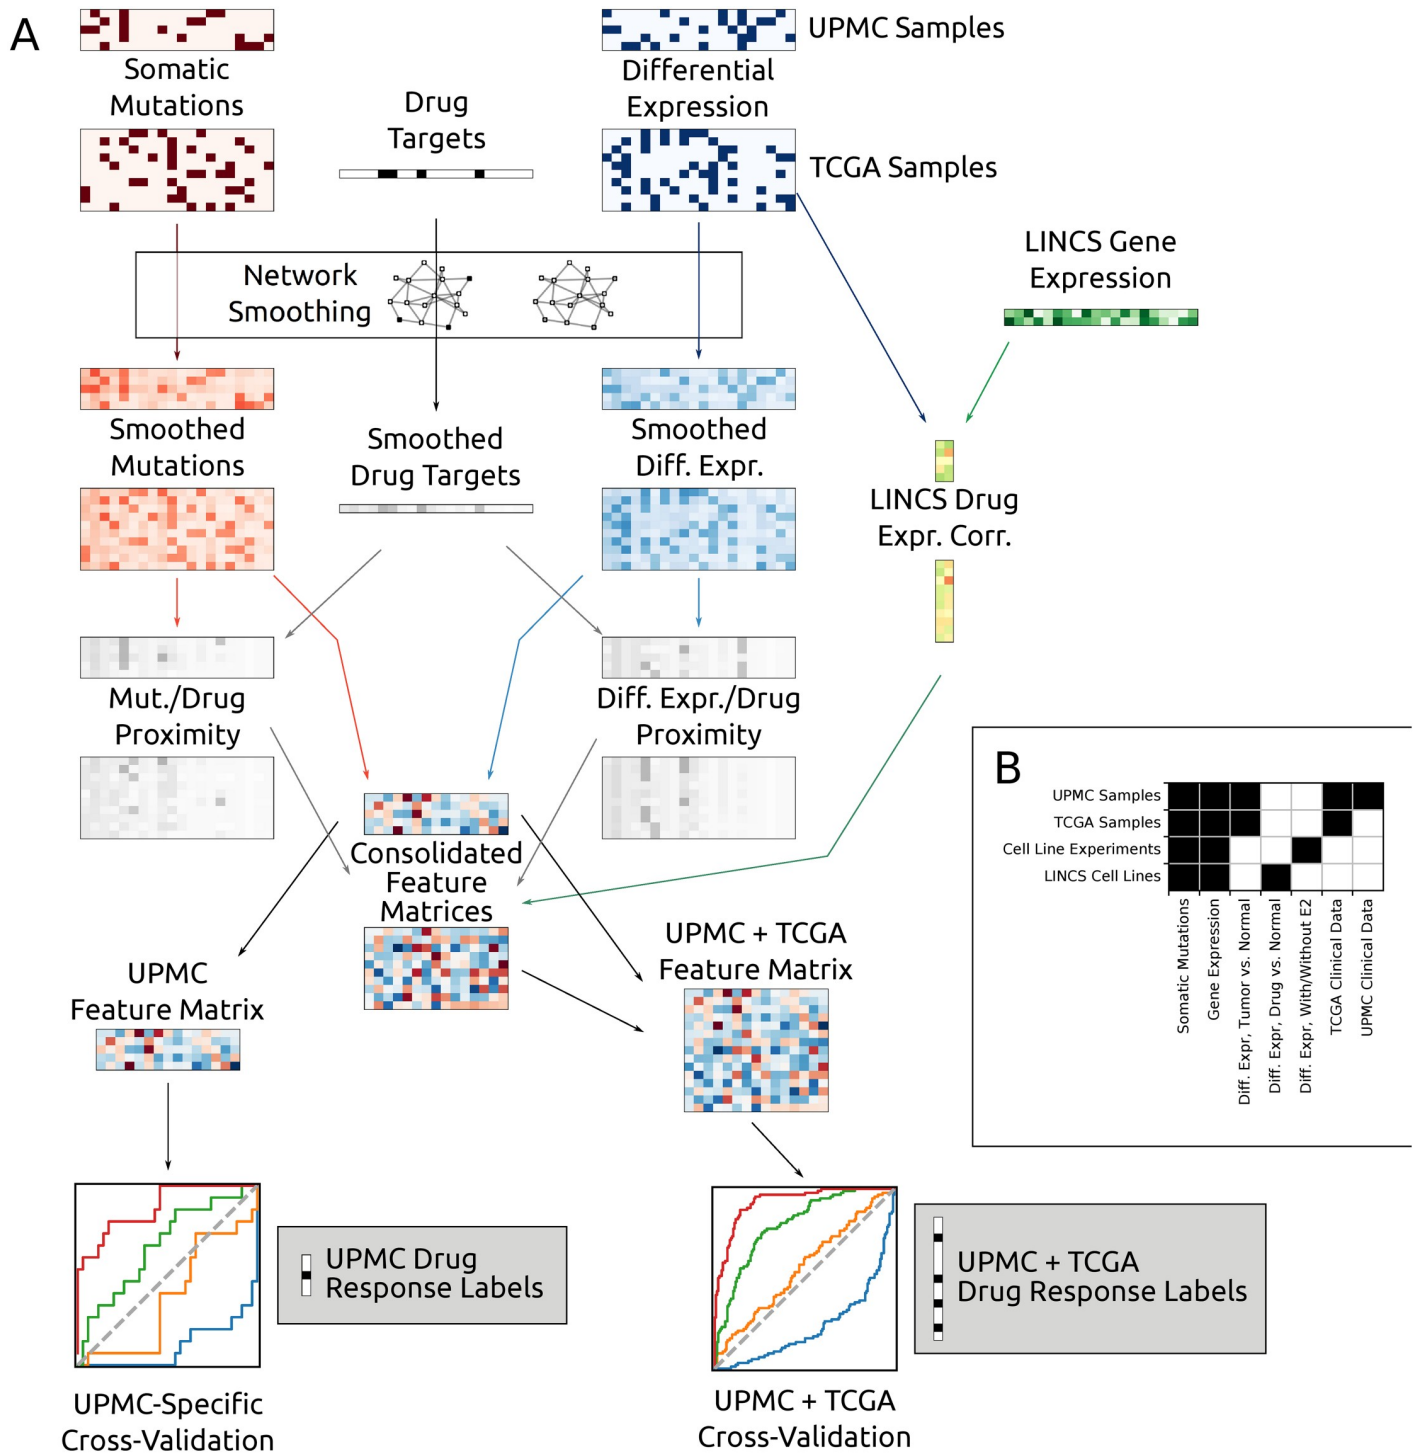 A
UPMC Samples
Somatic
Mutations
Differential
Expression
Drug
Targets
TCGA Samples
LINCS Gene
Expression
Network
Smoothing
Smoothed
Mutations
Smoothed
Drug Targets
Smoothed
Diff. Expr.
LINCS Drug
Expr. Corr.
Mut./Drug
Proximity
Diff. Expr./Drug
Proximity
Consolidated
Feature
Matrices
UPMC
Feature Matrix
UPMC + TCGA
Feature Matrix
UPMC Drug
Response Labels
UPMC + TCGA
Drug Response Labels
UPMC-Specific
Cross-Validation
UPMC + TCGA
Cross-Validation
B
UPMC Samples
TCGA Samples
Cell Line Experiments
LINCS Cell Lines
Somatic Mutations
Gene Expression
Diff. Expr, Tumor vs. Normal
Diff. Expr, Drug vs. Normal
Diff. Expr, With/Without E2
TCGA Clinical Data
UPMC Clinical Data